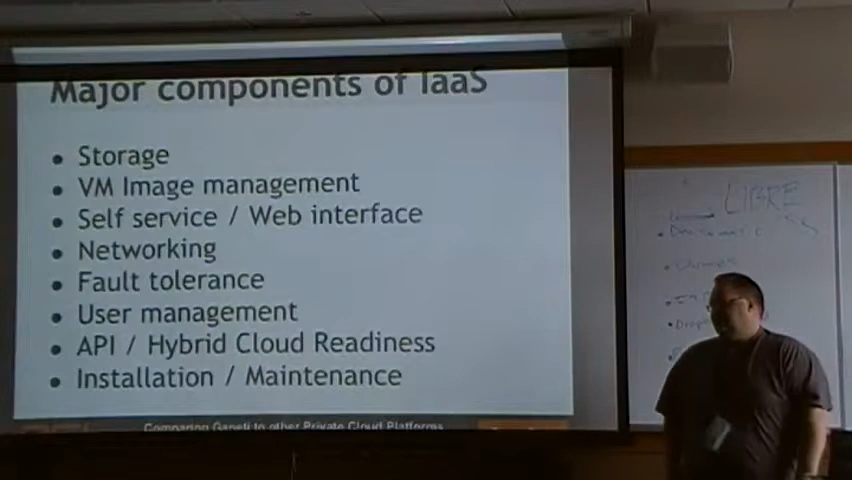 Major components of IaaS
• Storage
• VM Image management
• Self service / Web interface
• Networking
• Fault tolerance
• User management
• API / Hybrid Cloud Readiness
• Installation / Maintenance
Comparing Ganeti to other Private Cloud Platforms
LIBRE